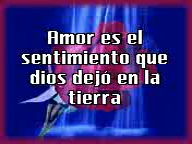 Amor es el
sentimiento que
dios dejó en la
tierra